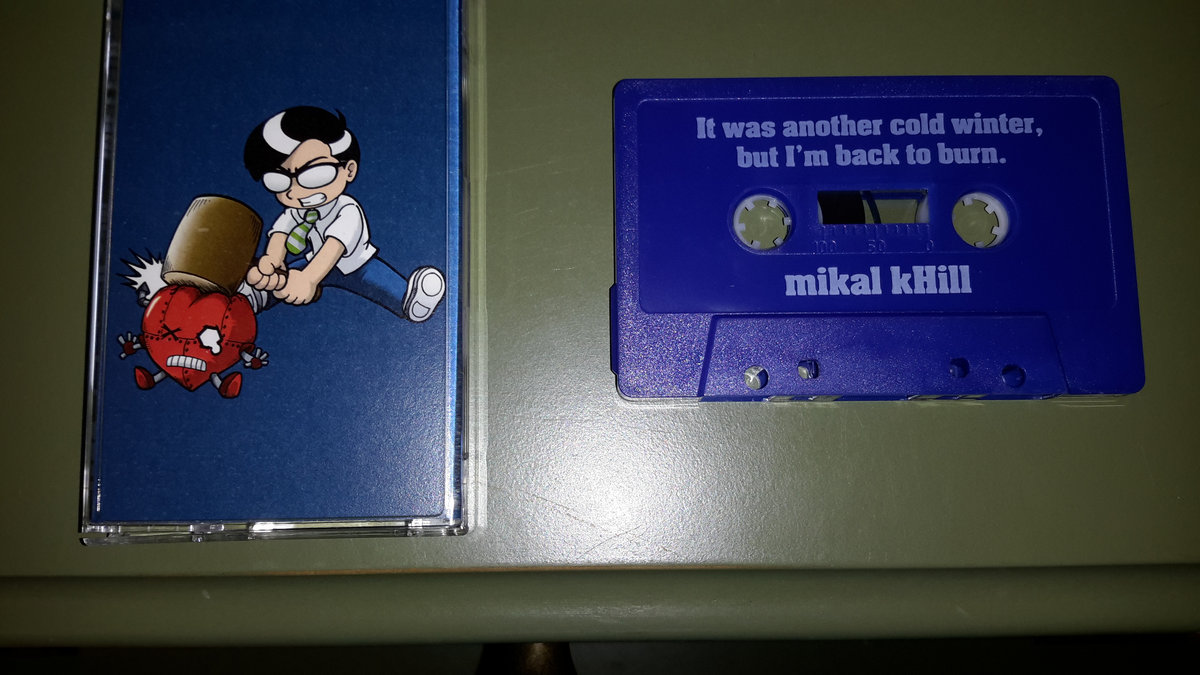 It was another cold winter,
but I'm back to burn.
100 50 0
mikal kHill